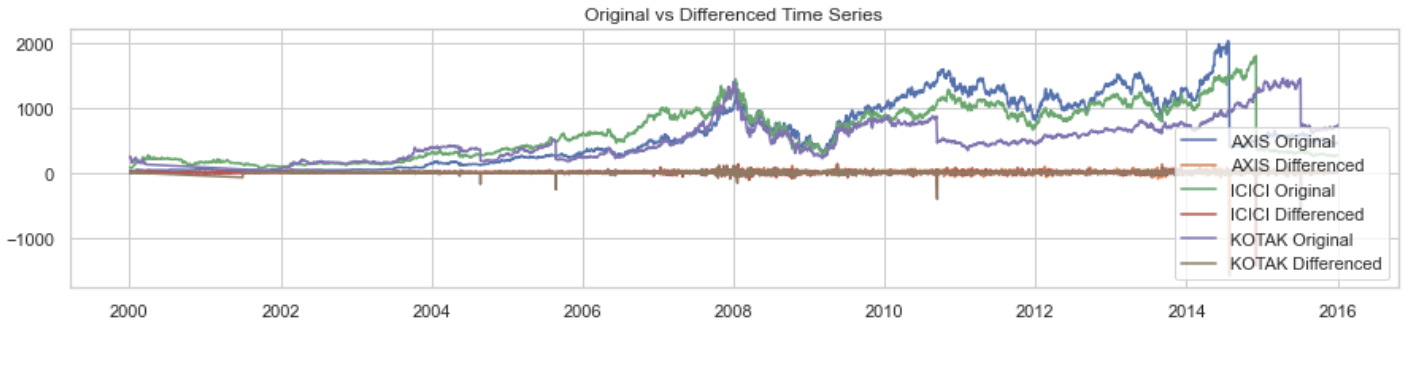 Original vs Differenced Time Series
2000
1000
0
−1000
AXIS Original
AXIS Differenced
ICICI Original
ICICI Differenced
KOTAK Original
KOTAK Differenced
2000 2002 2004 2006 2008 2010 2012 2014 2016